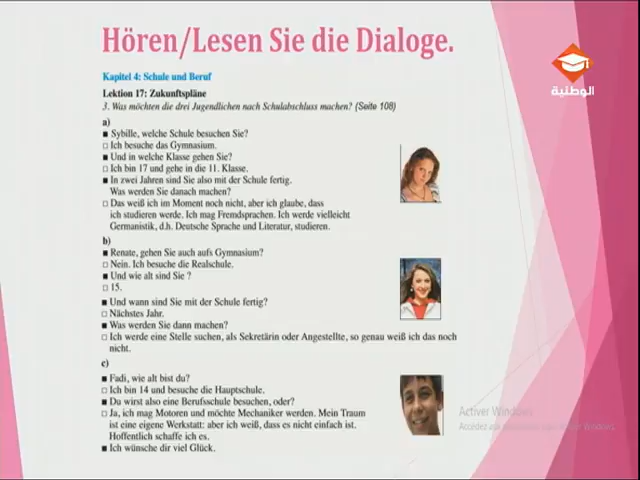 Hören/Lesen Sie die Dialoge.
الوطنية
Kapitel 4: Schule und Beruf
Lektion 17: Zukunftspläne
3. Was möchten die drei Jugendlichen nach Schulabschluss machen? (Seite 108)
a)
■ Sybille, welche Schule besuchen Sie?
□ Ich besuche das Gymnasium.
■ Und in welche Klasse gehen Sie?
□ Ich bin 17 und gehe in die 11. Klasse.
■ In zwei Jahren sind Sie also mit der Schule fertig.
Was werden Sie danach machen?
□ Das weiß ich im Moment noch nicht, aber ich glaube, dass
ich studieren werde. Ich mag Fremdsprachen. Ich werde vielleicht
Germanistik, d.h. Deutsche Sprache und Literatur, studieren.
b)
■ Renate, gehen Sie auch aufs Gymnasium?
□ Nein. Ich besuche die Realschule.
■ Und wie alt sind Sie ?
□ 15.
■ Und wann sind Sie mit der Schule fertig?
□ Nächstes Jahr.
■ Was werden Sie dann machen?
□ Ich werde eine Stelle suchen, als Sekretärin oder Angestellte, so genau weiß ich das noch
nicht.
c)
■ Fadi, wie alt bist du?
□ Ich bin 14 und besuche die Hauptschule.
■ Du wirst also eine Berufsschule besuchen, oder?
□ Ja, ich mag Motoren und möchte Mechaniker werden. Mein Traum
ist eine eigene Werkstatt: aber ich weiß, dass es nicht einfach ist.
Hoffentlich schaffe ich es.
■ Ich wünsche dir viel Glück.
Activer Windows
Accédez aux